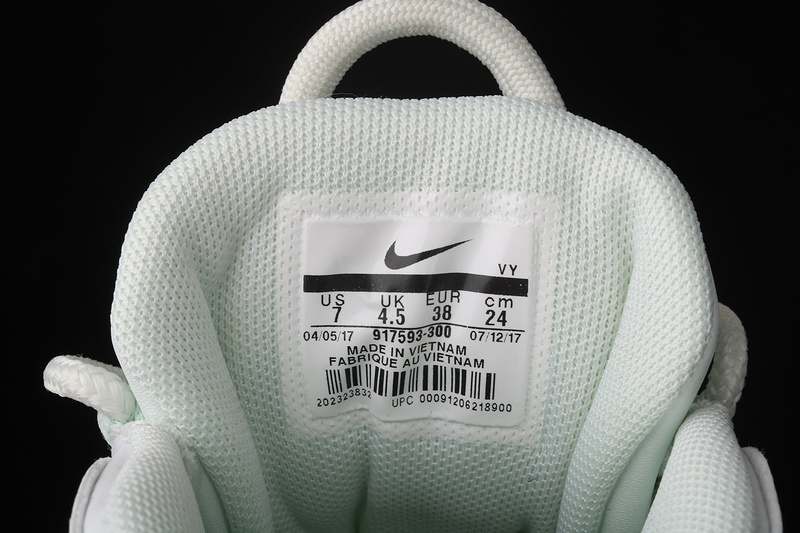 VY
US UK EUR cm
7 4.5 38 24
04/05/17 917593-300 07/12/17
MADE IN VIETNAM
FABRIQUE AU VIETNAM
202323832 UPC 00091206218900